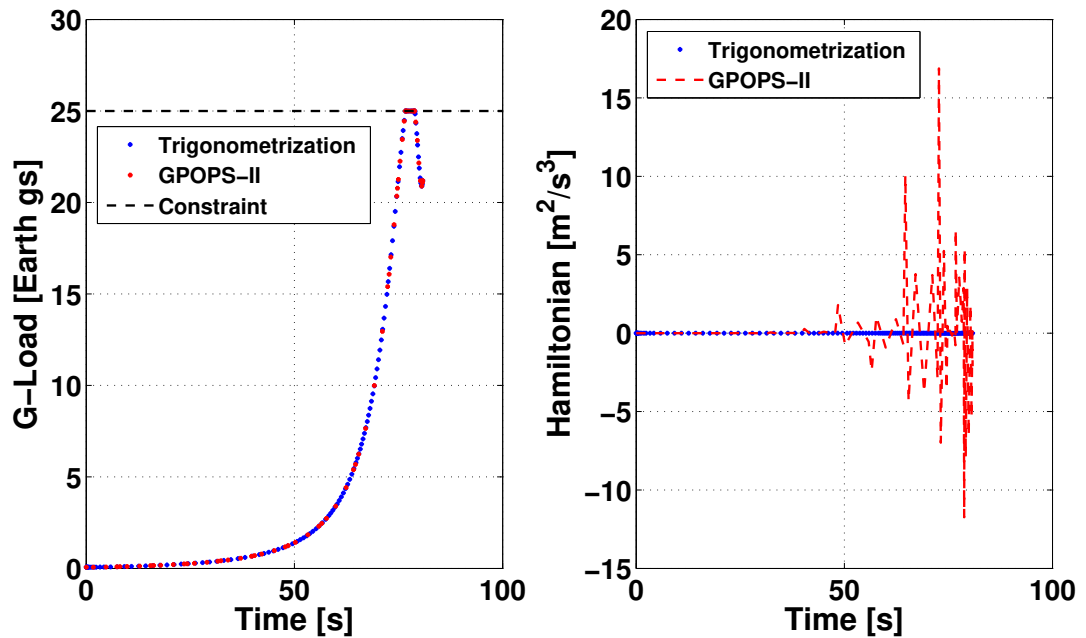 30
25
20
15
10
5
0
0
50
100
G−Load [Earth gs]
Time [s]
Trigonometrization
GPOPS−II
Constraint
20
15
10
5
0
−5
−10
−15
0
50
100
Hamiltonian [m²/s³]
Time [s]
Trigonometrization
GPOPS−II